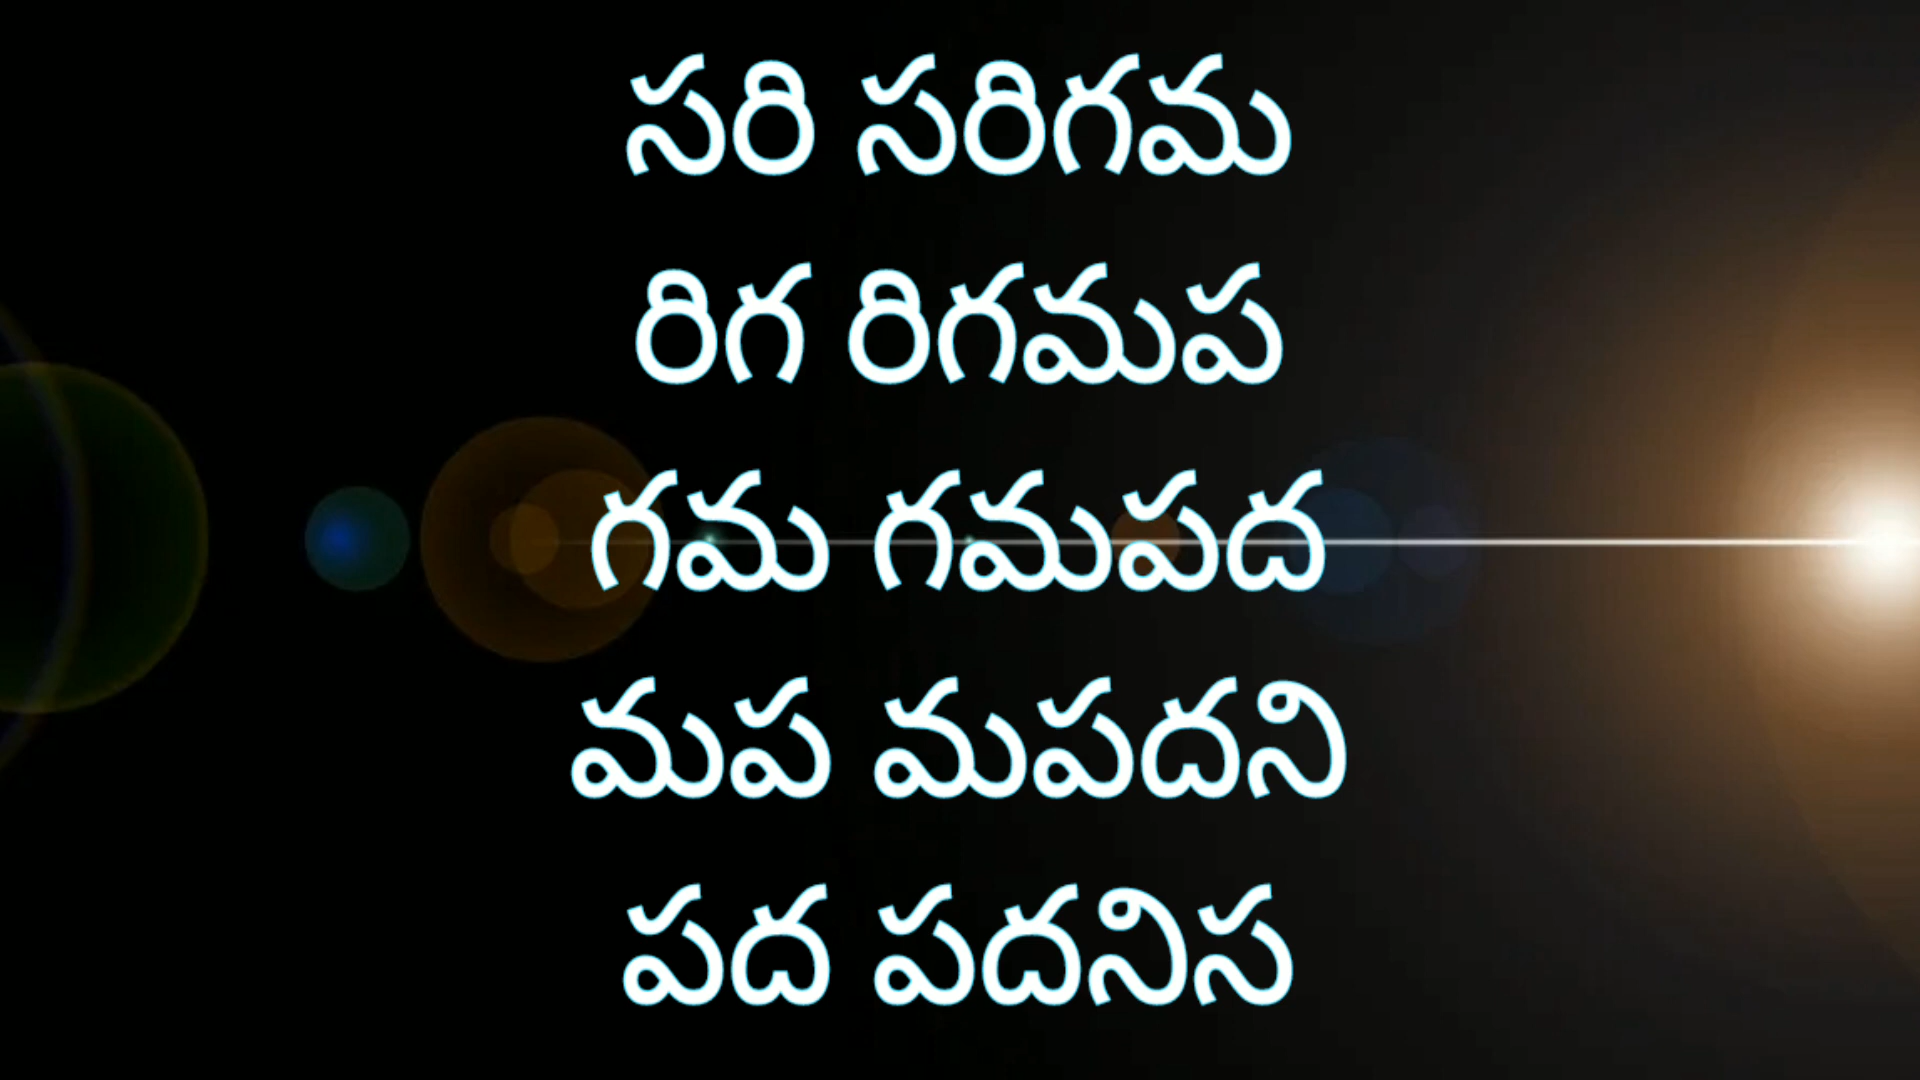 సరి సరిగమ
రిగ రిగమప
గమ గమపద
మప మపదని
పద పదనిస